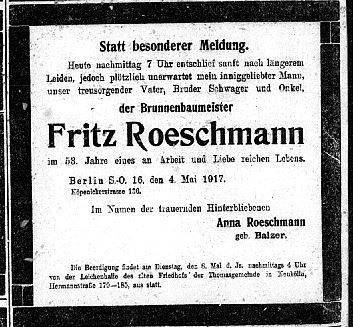 Statt besonderer Meldung.
Heute nachmittag 7 Uhr entschlief sanft nach längerem
Leiden, jedoch plötzlich unerwartet mein inniggeliebter Mann,
unser treusorgender Vater, Bruder Schwager und Onkel,
der Brunnenbaumeister
Fritz Roeschmann
im 53. Jahre eines an Arbeit und Liebe reichen Lebens.
Berlin S.-O. 16, den 4. Mai 1917.
Köpenickerstrasse 156.
Im Namen der trauernden Hinterbliebenen
Anna Roeschmann
geb. Balzer.
Die Beerdigung findet am Dienstag, den 8. Mai d. Js. nachmittags 4 Uhr
von der Leichenhalle des alten Friedhofs der Thomasgemeinde in Neukölln,
Hermannstraße 179—185, aus statt.